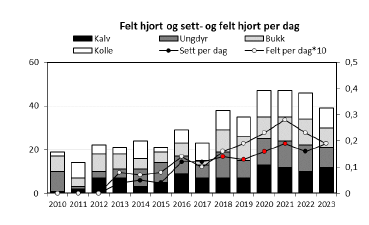 Felt hjort og sett- og felt hjort per dag
Kalv Ungdyr Bukk
Kolle Sett per dag Felt per dag*10
60 0,5
40 0,4
0,3
20 0,2
0,1
0 0
2010 2011 2012 2013 2014 2015 2016 2017 2018 2019 2020 2021 2022 2023